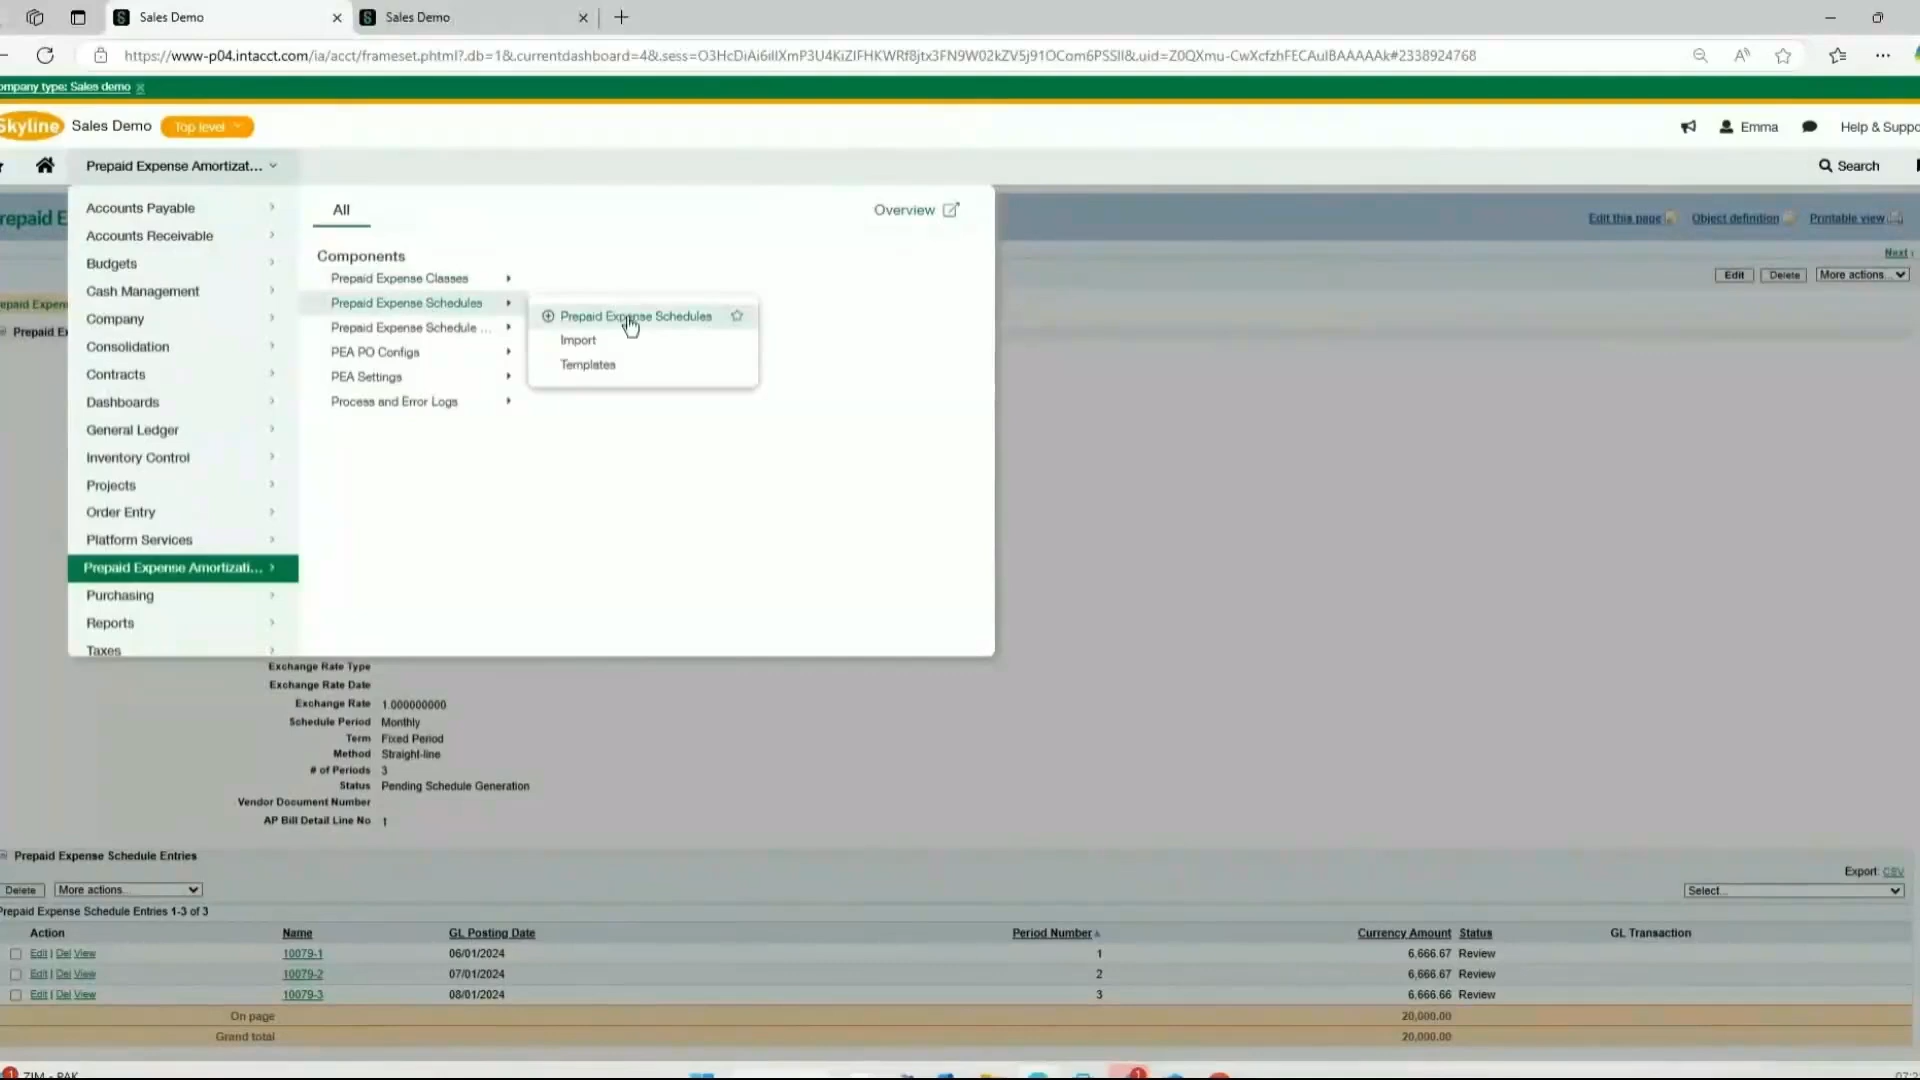 Sales Demo
Sales Demo
https://www-p04.intacct.com/ia/acct/frameset.phtml?.db=1&.currentdashboard=4&.sess=
ompany type: Sales demo
Skyline Sales Demo Top level
Emma Help & Suppo
Prepaid Expense Amortizat...
Search
repaid E
Edit this page Object definition Printable view
Next
Edit Delete More actions...
epaid Expen
Prepaid Ex
Accounts Payable
Accounts Receivable
Budgets
Cash Management
Company
Consolidation
Contracts
Dashboards
General Ledger
Inventory Control
Projects
Order Entry
Platform Services
Prepaid Expense Amortizati...
Purchasing
Reports
Taxes
All
Overview
Components
Prepaid Expense Classes
Prepaid Expense Schedules
Prepaid Expense Schedule ...
PEA PO Configs
PEA Settings
Process and Error Logs
Prepaid Expense Schedules
Import
Templates
Exchange Rate Type
Exchange Rate Date
Exchange Rate 1.000000000
Schedule Period Monthly
Term Fixed Period
Method Straight-line
# of Periods 3
Status Pending Schedule Generation
Vendor Document Number
AP Bill Detail Line No 1
Prepaid Expense Schedule Entries
Export: CSV
Delete More actions... Select...
Prepaid Expense Schedule Entries 1-3 of 3
Action Name GL Posting Date Period Number Currency Amount Status GL Transaction
Edit | Del View 10079-1 06/01/2024 1 6,666.67 Review
Edit | Del View 10079-2 07/01/2024 2 6,666.67 Review
Edit | Del View 10079-3 08/01/2024 3 6,666.66 Review
On page 20,000.00
Grand total 20,000.00
1 ZIM - PAK 1